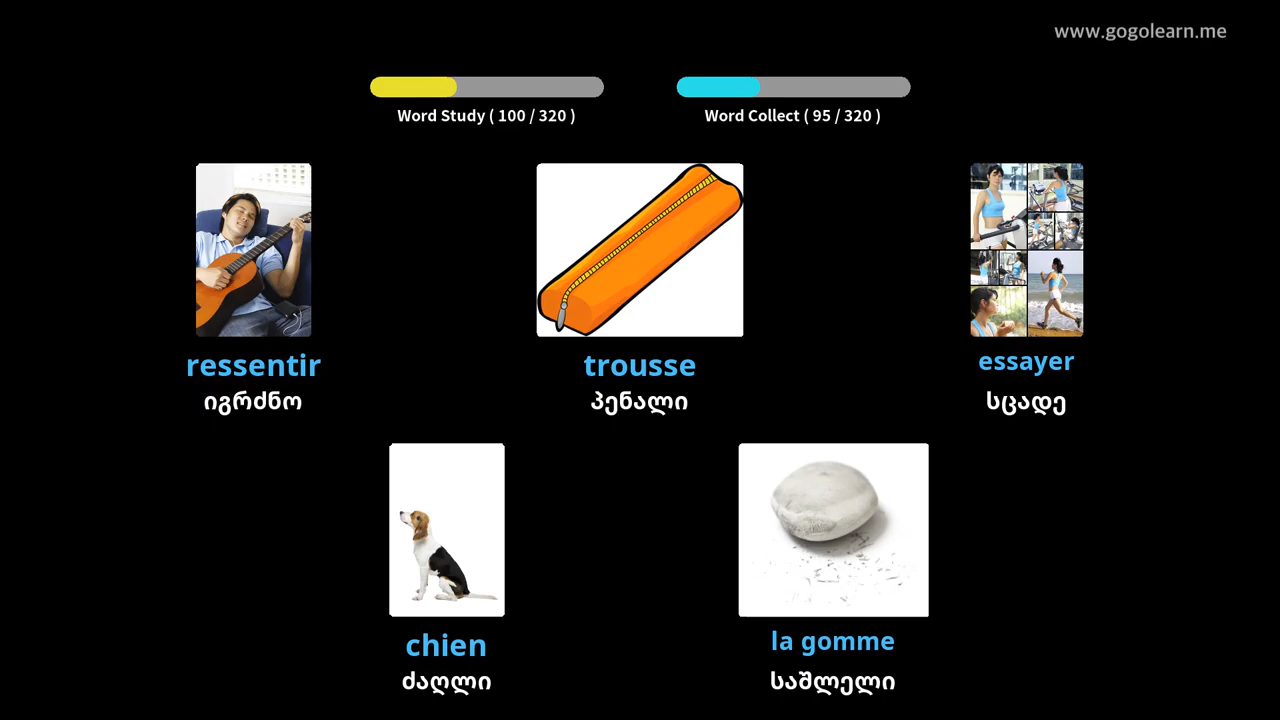 www.gogolearn.me
Word Study ( 100 / 320 )
Word Collect ( 95 / 320 )
ressentir
იგრძნო
trousse
პენალი
essayer
სცადე
chien
ძაღლი
la gomme
საშლელი